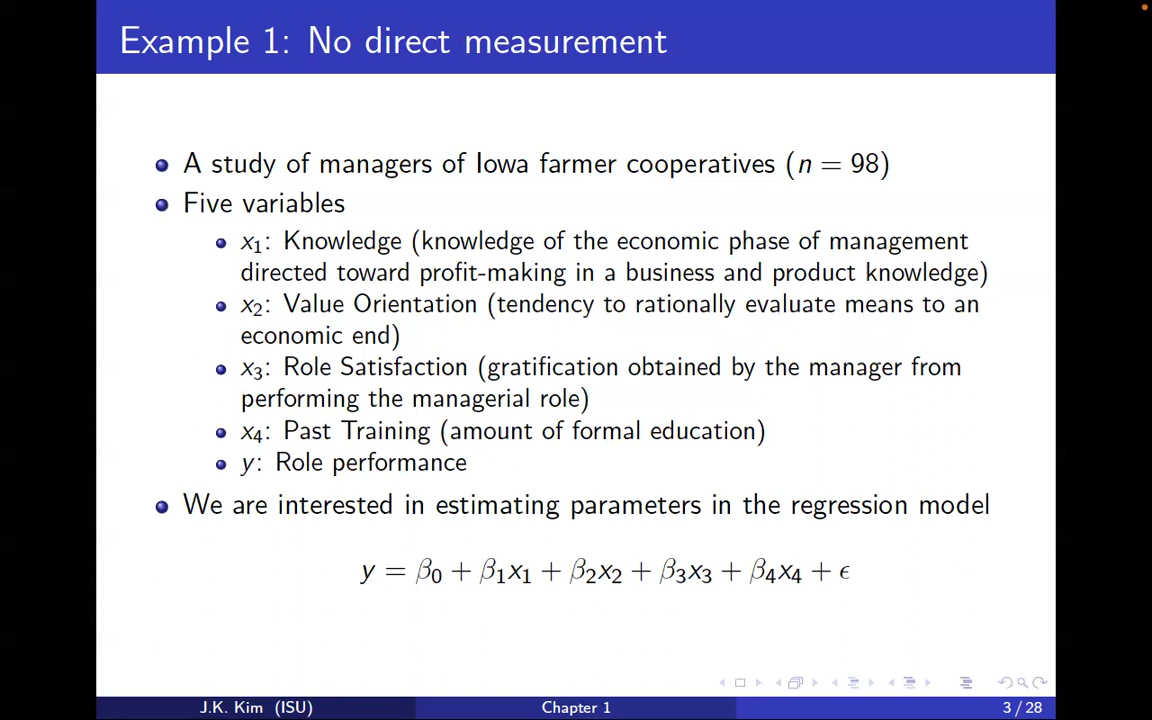 Example 1: No direct measurement
A study of managers of Iowa farmer cooperatives (n = 98)
Five variables
x₁: Knowledge (knowledge of the economic phase of management
directed toward profit-making in a business and product knowledge)
x₂: Value Orientation (tendency to rationally evaluate means to an
economic end)
x₃: Role Satisfaction (gratification obtained by the manager from
performing the managerial role)
x₄: Past Training (amount of formal education)
y: Role performance
We are interested in estimating parameters in the regression model
y = β₀ + β₁x₁ + β₂x₂ + β₃x₃ + β₄x₄ + ϵ
J.K. Kim (ISU) Chapter 1 3 / 28